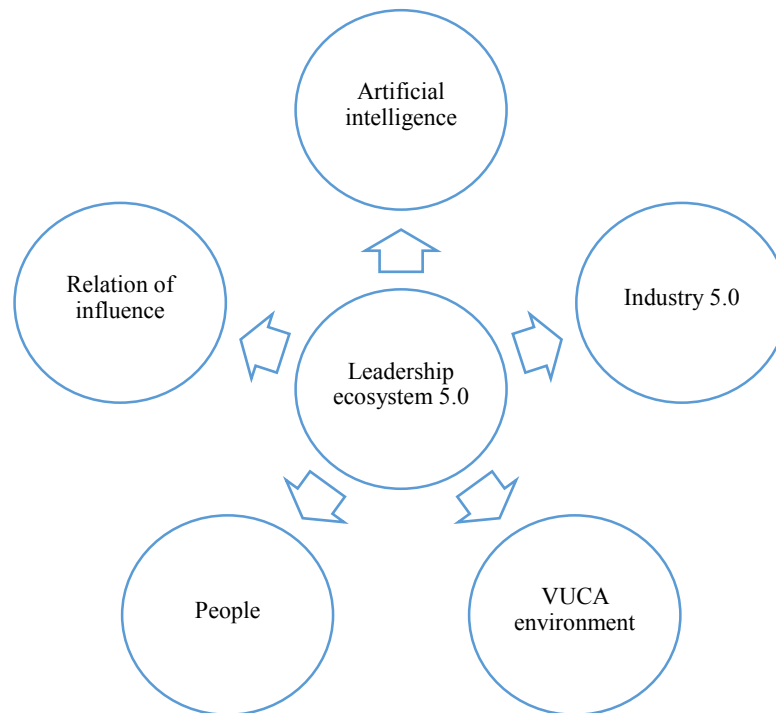 Artificial
intelligence
Relation of
influence
Industry 5.0
Leadership
ecosystem 5.0
People
VUCA
environment